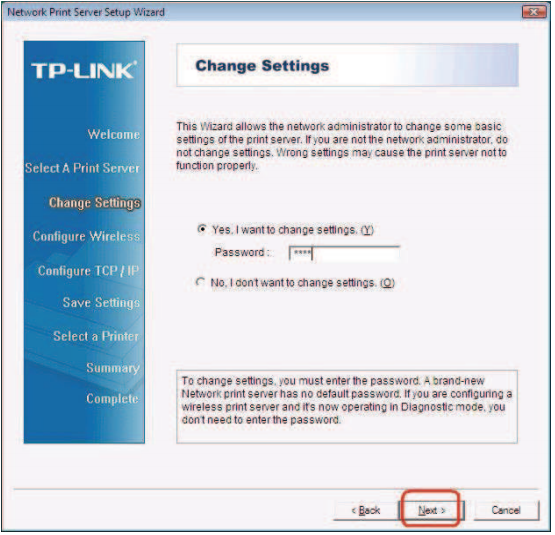 Network Print Server Setup Wizard
TP-LINK
Change Settings
Welcome
Select A Print Server
Change Settings
Configure Wireless
Configure TCP / IP
Save Settings
Select a Printer
Summary
Complete
This Wizard allows the network administrator to change some basic
settings of the print server. If you are not the network administrator, do
not change settings. Wrong settings may cause the print server not to
function properly.
Yes, I want to change settings. (Y)
Password : ****
No, I don't want to change settings. (O)
To change settings, you must enter the password. A brand-new
Network print server has no default password. If you are configuring a
wireless print server and it's now operating in Diagnostic mode, you
don't need to enter the password.
< Back Next > Cancel